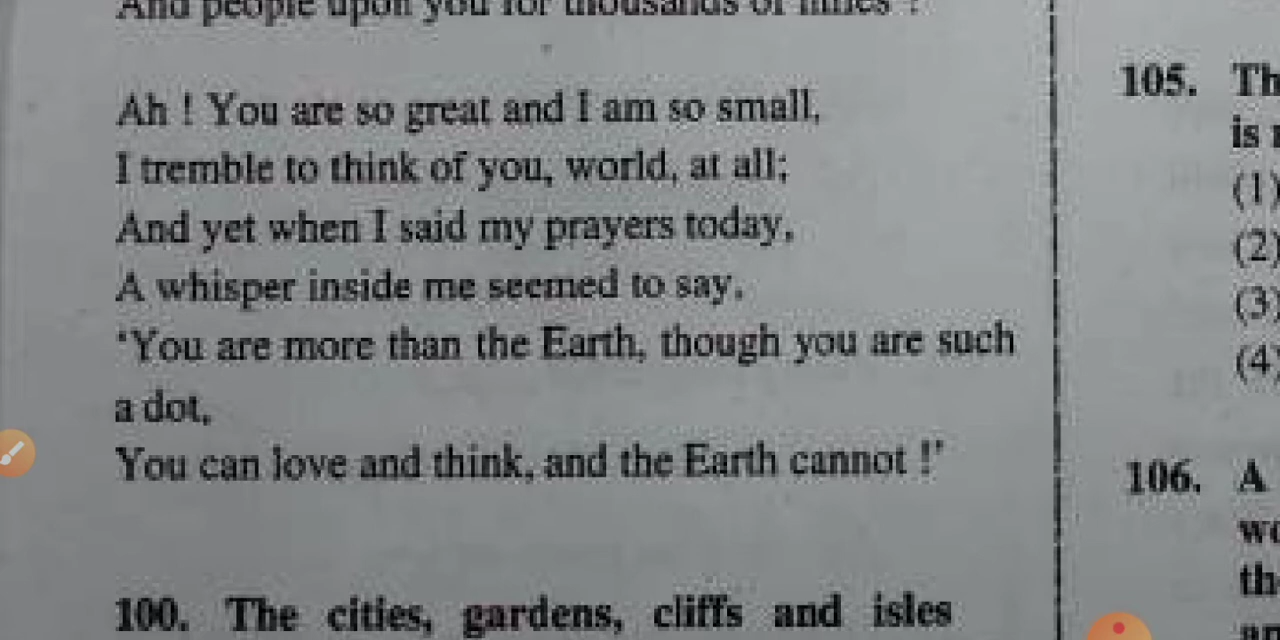 And people upon you for thousands of miles ?
Ah ! You are so great and I am so small,
I tremble to think of you, world, at all;
And yet when I said my prayers today,
A whisper inside me seemed to say,
'You are more than the Earth, though you are such
a dot,
You can love and think, and the Earth cannot !'
100. The cities, gardens, cliffs and isles
105. Th
is
(1)
(2)
(3)
(4)
106. A
wo
th